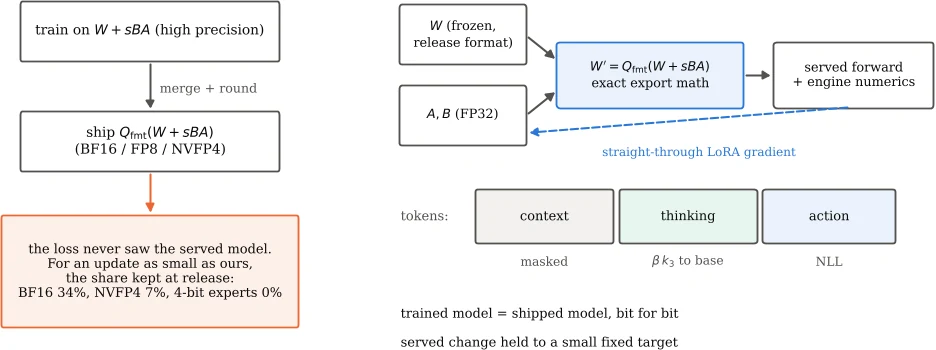 train on W + sBA (high precision)
merge + round
ship Q_fmt(W + sBA)
(BF16 / FP8 / NVFP4)
the loss never saw the served model.
For an update as small as ours,
the share kept at release:
BF16 34%, NVFP4 7%, 4-bit experts 0%
W (frozen,
release format)
A, B (FP32)
W′ = Q_fmt(W + sBA)
exact export math
served forward
+ engine numerics
straight-through LoRA gradient
tokens:
context
thinking
action
masked
β k₃ to base
NLL
trained model = shipped model, bit for bit
served change held to a small fixed target